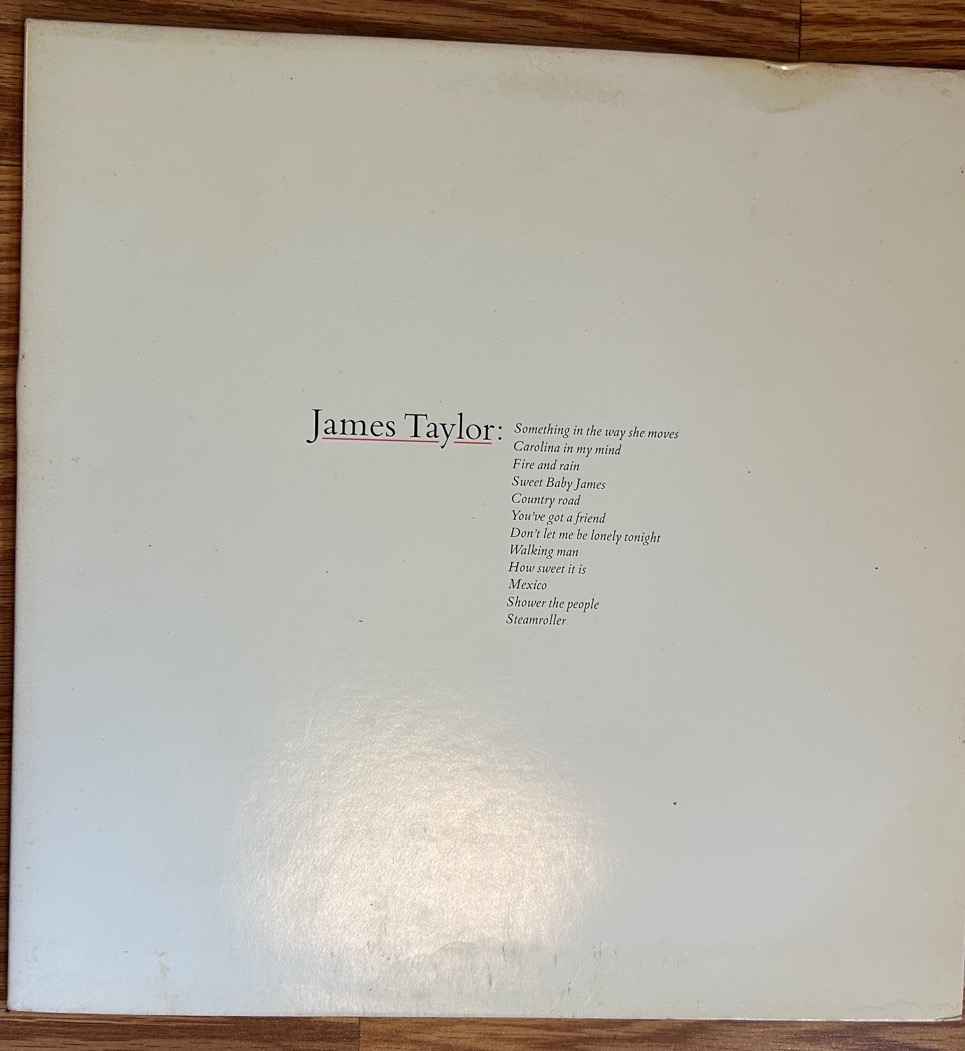 James Taylor: Something in the way she moves
Carolina in my mind
Fire and rain
Sweet Baby James
Country road
You've got a friend
Don't let me be lonely tonight
Walking man
How sweet it is
Mexico
Shower the people
Steamroller